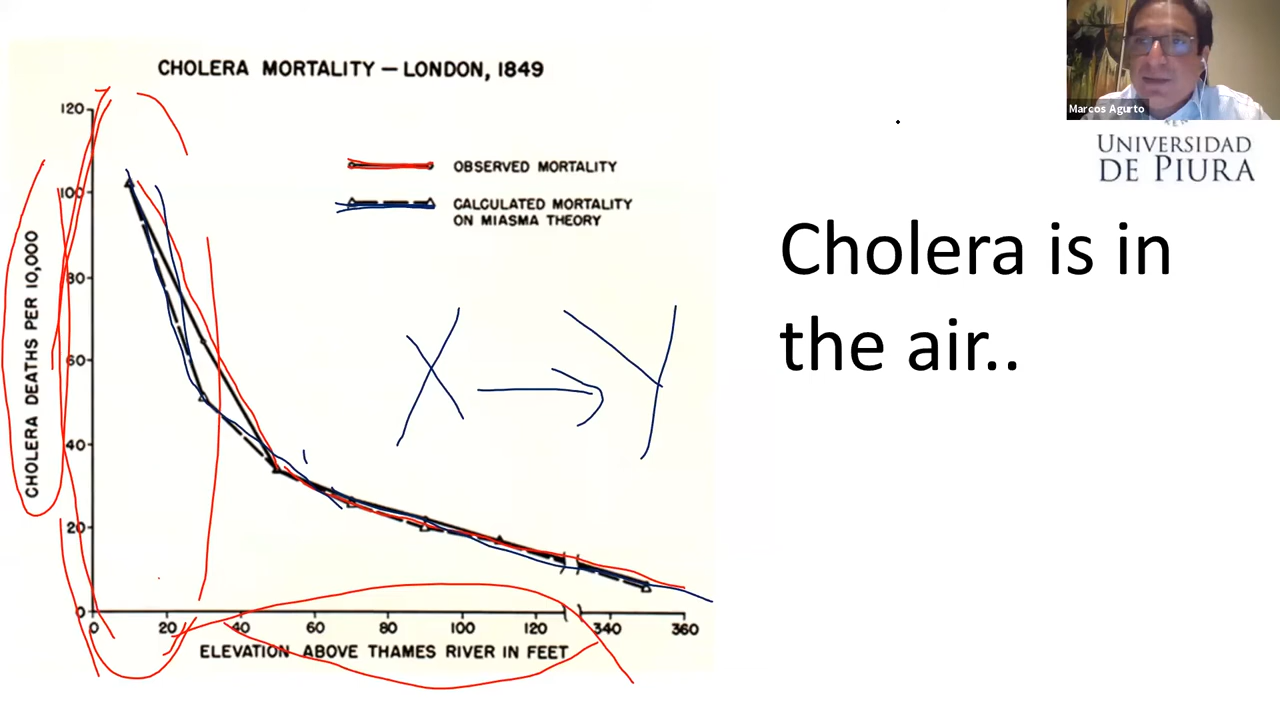 CHOLERA MORTALITY — LONDON, 1849
120
100
80
60
40
20
0
CHOLERA DEATHS PER 10,000
OBSERVED MORTALITY
CALCULATED MORTALITY
ON MIASMA THEORY
X → Y
0 20 40 60 80 100 120 340 360
ELEVATION ABOVE THAMES RIVER IN FEET
Marcos Agurto
UNIVERSIDAD
DE PIURA
Cholera is in
the air..